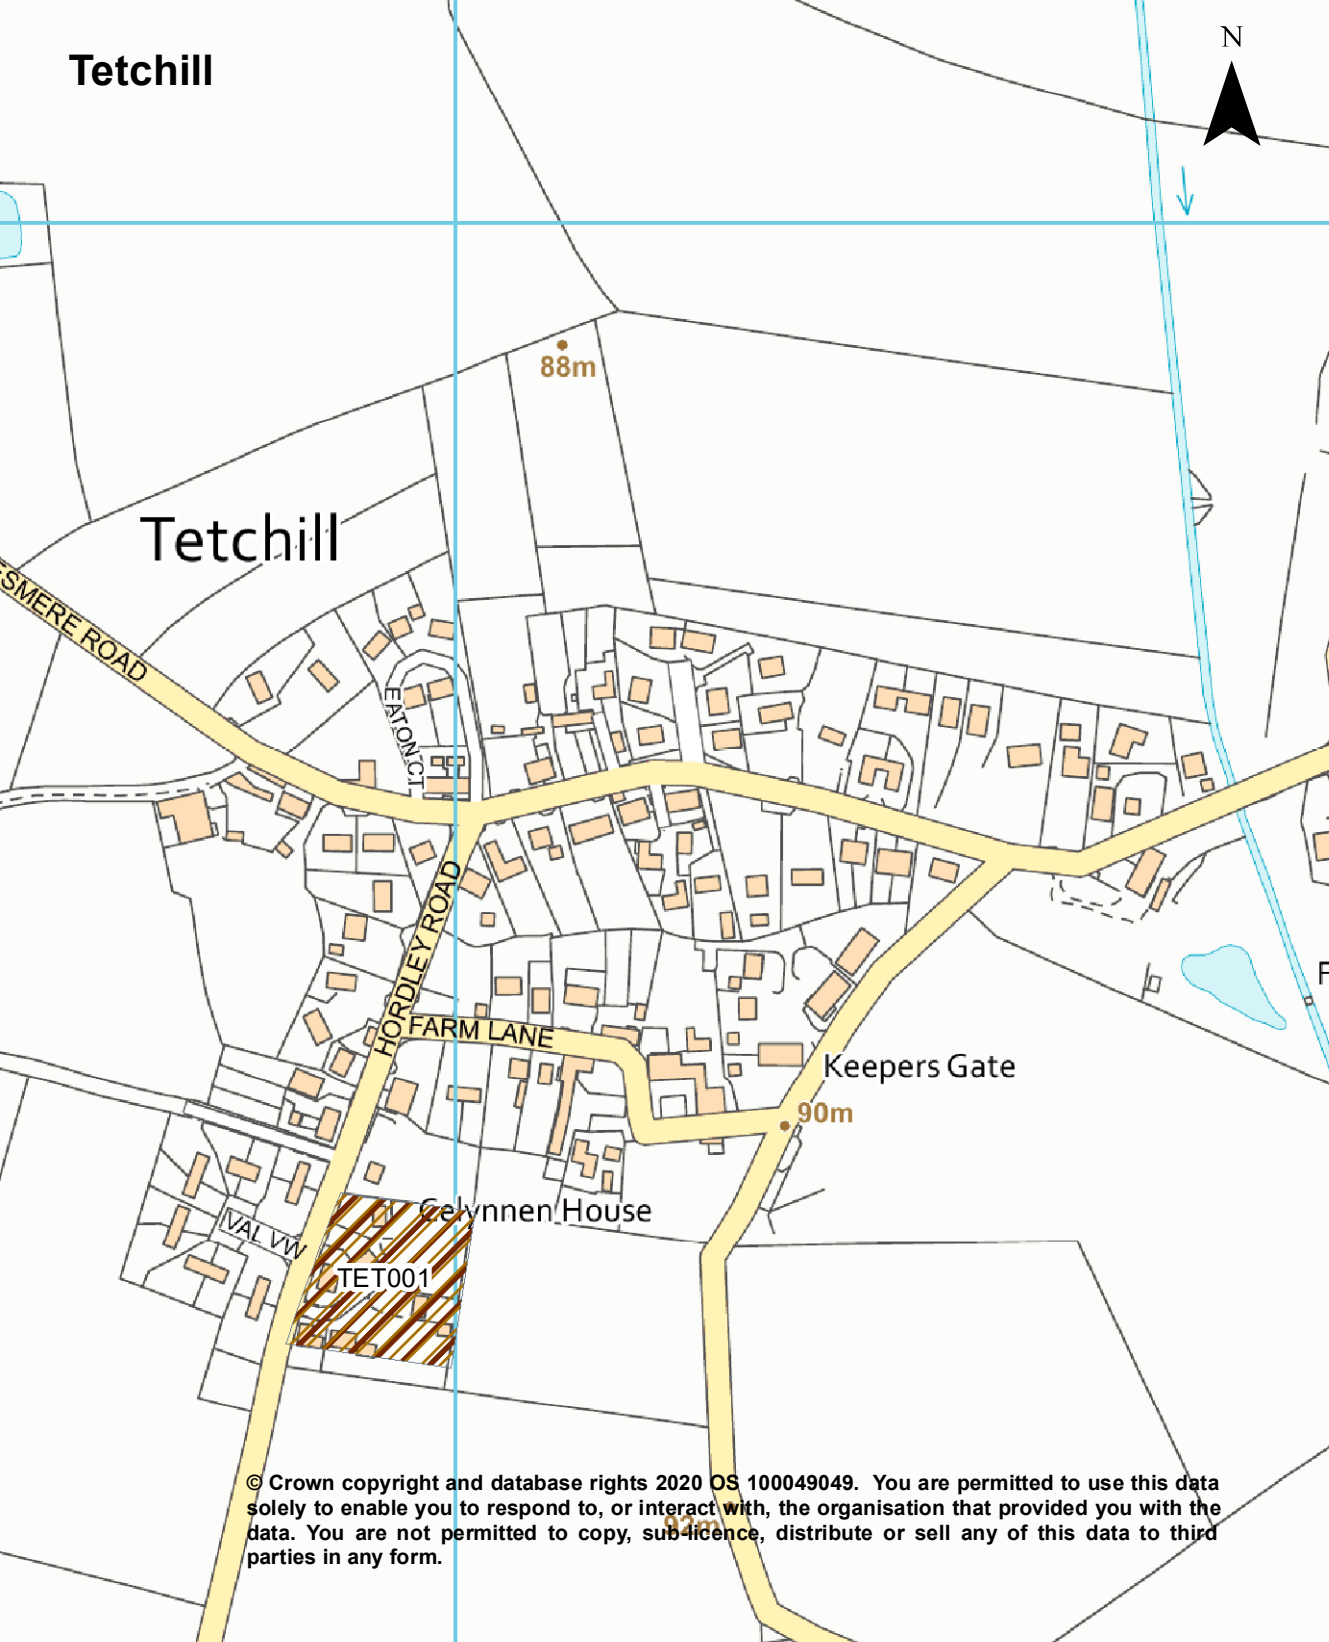 N
Tetchill
88m
Tetchill
ESMERE ROAD
EATON CT
HORDLEY ROAD
FARM LANE
Keepers Gate
90m
Celynnen House
VAL VW
TET001
© Crown copyright and database rights 2020 OS 100049049. You are permitted to use this data
solely to enable you to respond to, or interact with, the organisation that provided you with the
data. You are not permitted to copy, sub-licence, distribute or sell any of this data to third
parties in any form.
92m
F